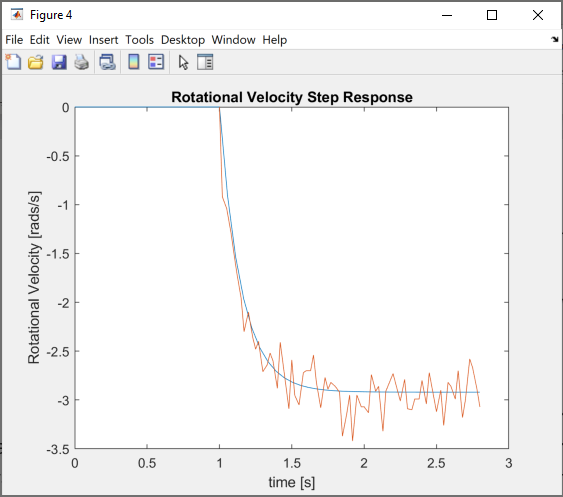 Figure 4
File Edit View Insert Tools Desktop Window Help
Rotational Velocity Step Response
0
-0.5
-1
-1.5
-2
-2.5
-3
-3.5
Rotational Velocity [rads/s]
0 0.5 1 1.5 2 2.5 3
time [s]